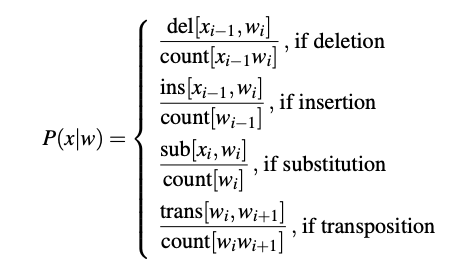 P(x|w) =
del[x_{i−1}, w_i] / count[x_{i−1}w_i] , if deletion
ins[x_{i−1}, w_i] / count[w_{i−1}] , if insertion
sub[x_i, w_i] / count[w_i] , if substitution
trans[w_i, w_{i+1}] / count[w_iw_{i+1}] , if transposition